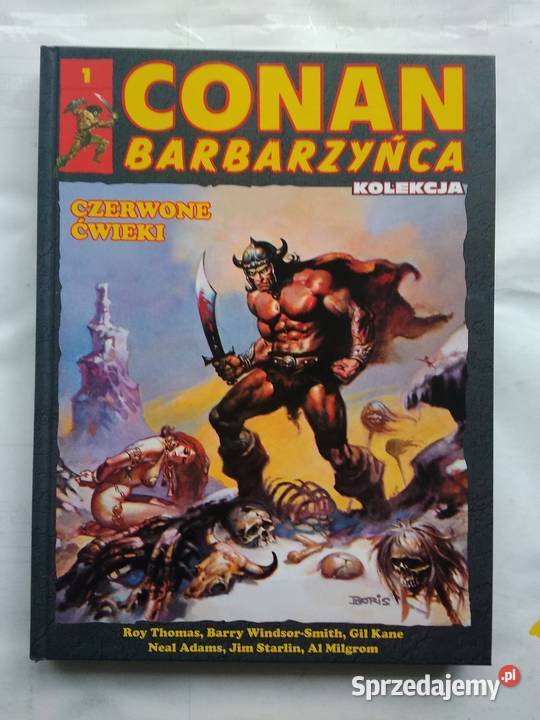 1
CONAN
BARBARZYŃCA
KOLEKCJA
CZERWONE
ĆWIEKI
BORIS
Roy Thomas, Barry Windsor-Smith, Gil Kane
Neal Adams, Jim Starlin, Al Milgrom
Sprzedajemy.pl